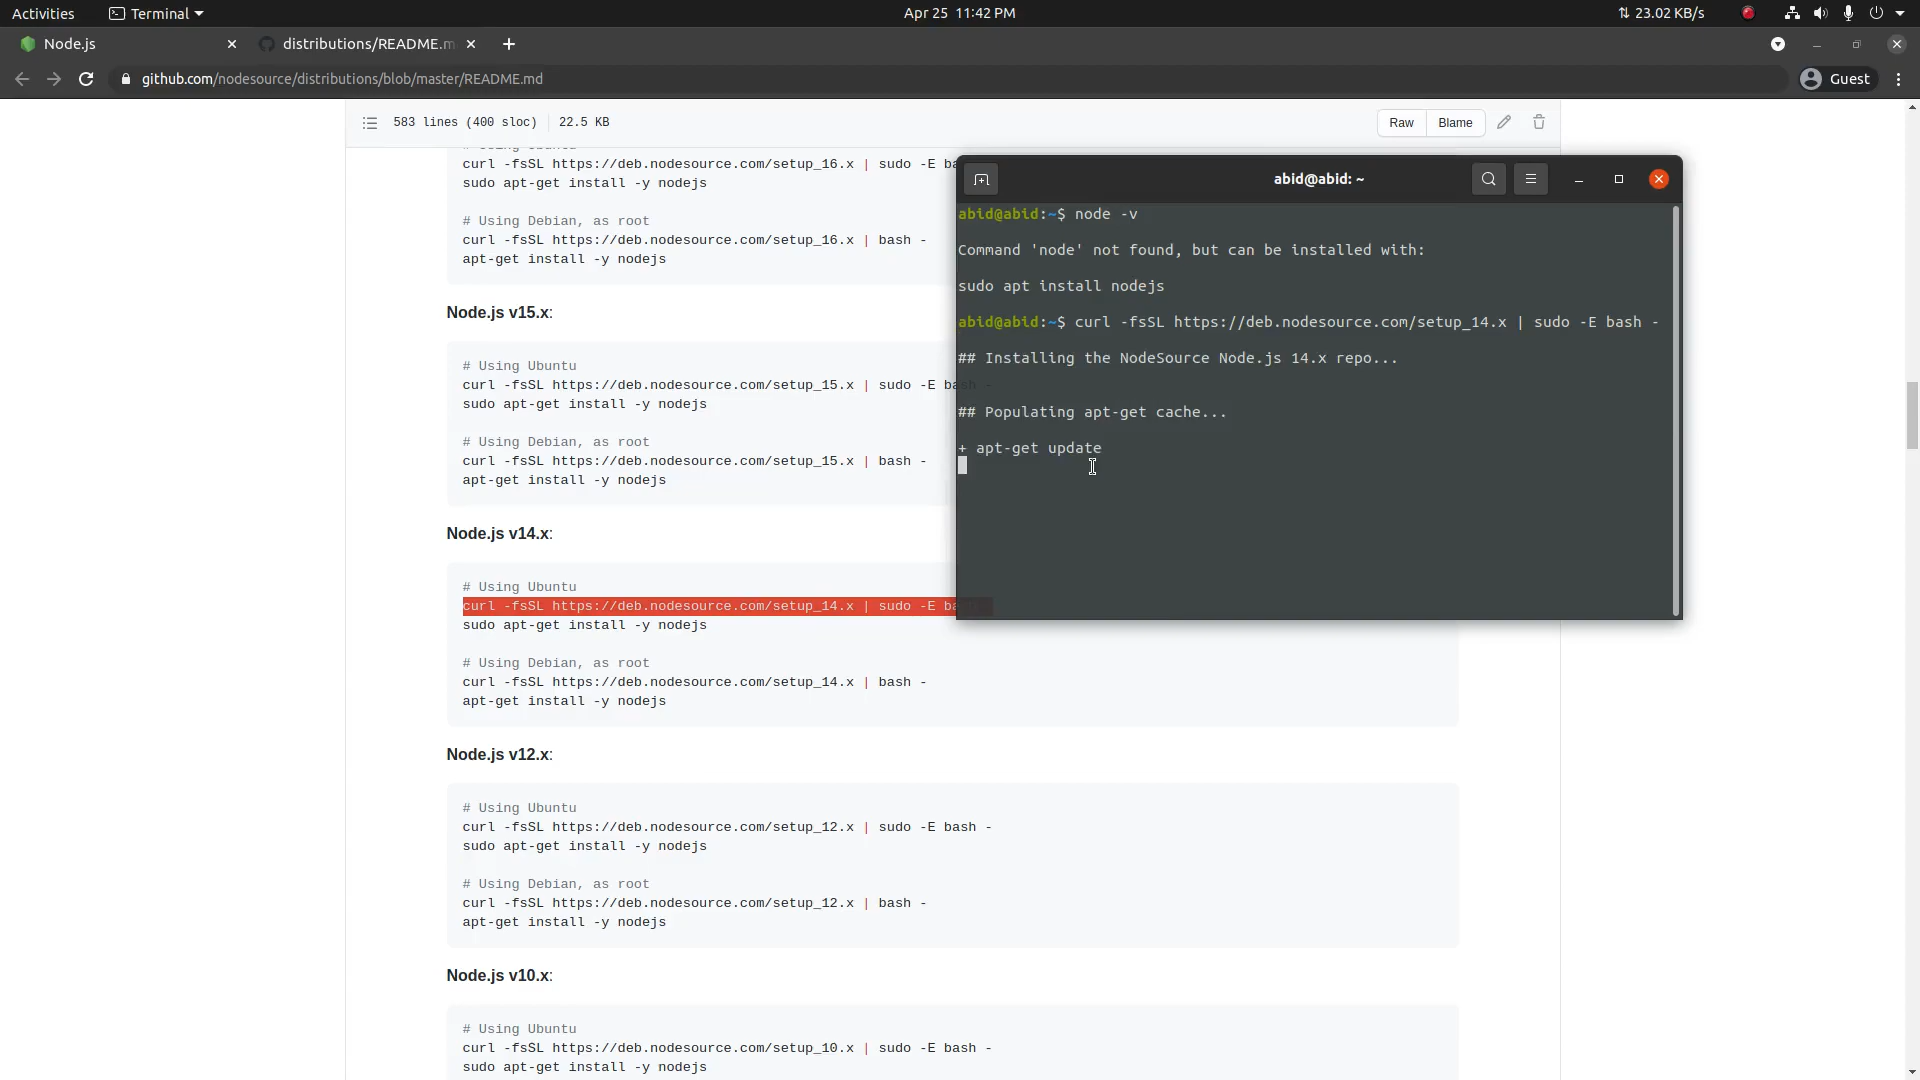 Activities Terminal Apr 25 11:42 PM 23.02 KB/s
Node.js distributions/README.m
github.com/nodesource/distributions/blob/master/README.md Guest
583 lines (400 sloc) 22.5 KB Raw Blame
curl -fsSL https://deb.nodesource.com/setup_16.x | sudo -E ba
sudo apt-get install -y nodejs
# Using Debian, as root
curl -fsSL https://deb.nodesource.com/setup_16.x | bash -
apt-get install -y nodejs
Node.js v15.x:
# Using Ubuntu
curl -fsSL https://deb.nodesource.com/setup_15.x | sudo -E bash -
sudo apt-get install -y nodejs
# Using Debian, as root
curl -fsSL https://deb.nodesource.com/setup_15.x | bash -
apt-get install -y nodejs
Node.js v14.x:
# Using Ubuntu
curl -fsSL https://deb.nodesource.com/setup_14.x | sudo -E ba
sudo apt-get install -y nodejs
# Using Debian, as root
curl -fsSL https://deb.nodesource.com/setup_14.x | bash -
apt-get install -y nodejs
Node.js v12.x:
# Using Ubuntu
curl -fsSL https://deb.nodesource.com/setup_12.x | sudo -E bash -
sudo apt-get install -y nodejs
# Using Debian, as root
curl -fsSL https://deb.nodesource.com/setup_12.x | bash -
apt-get install -y nodejs
Node.js v10.x:
# Using Ubuntu
curl -fsSL https://deb.nodesource.com/setup_10.x | sudo -E bash -
sudo apt-get install -y nodejs
abid@abid: ~
abid@abid:~$ node -v
Command 'node' not found, but can be installed with:
sudo apt install nodejs
abid@abid:~$ curl -fsSL https://deb.nodesource.com/setup_14.x | sudo -E bash -
## Installing the NodeSource Node.js 14.x repo...
## Populating apt-get cache...
+ apt-get update